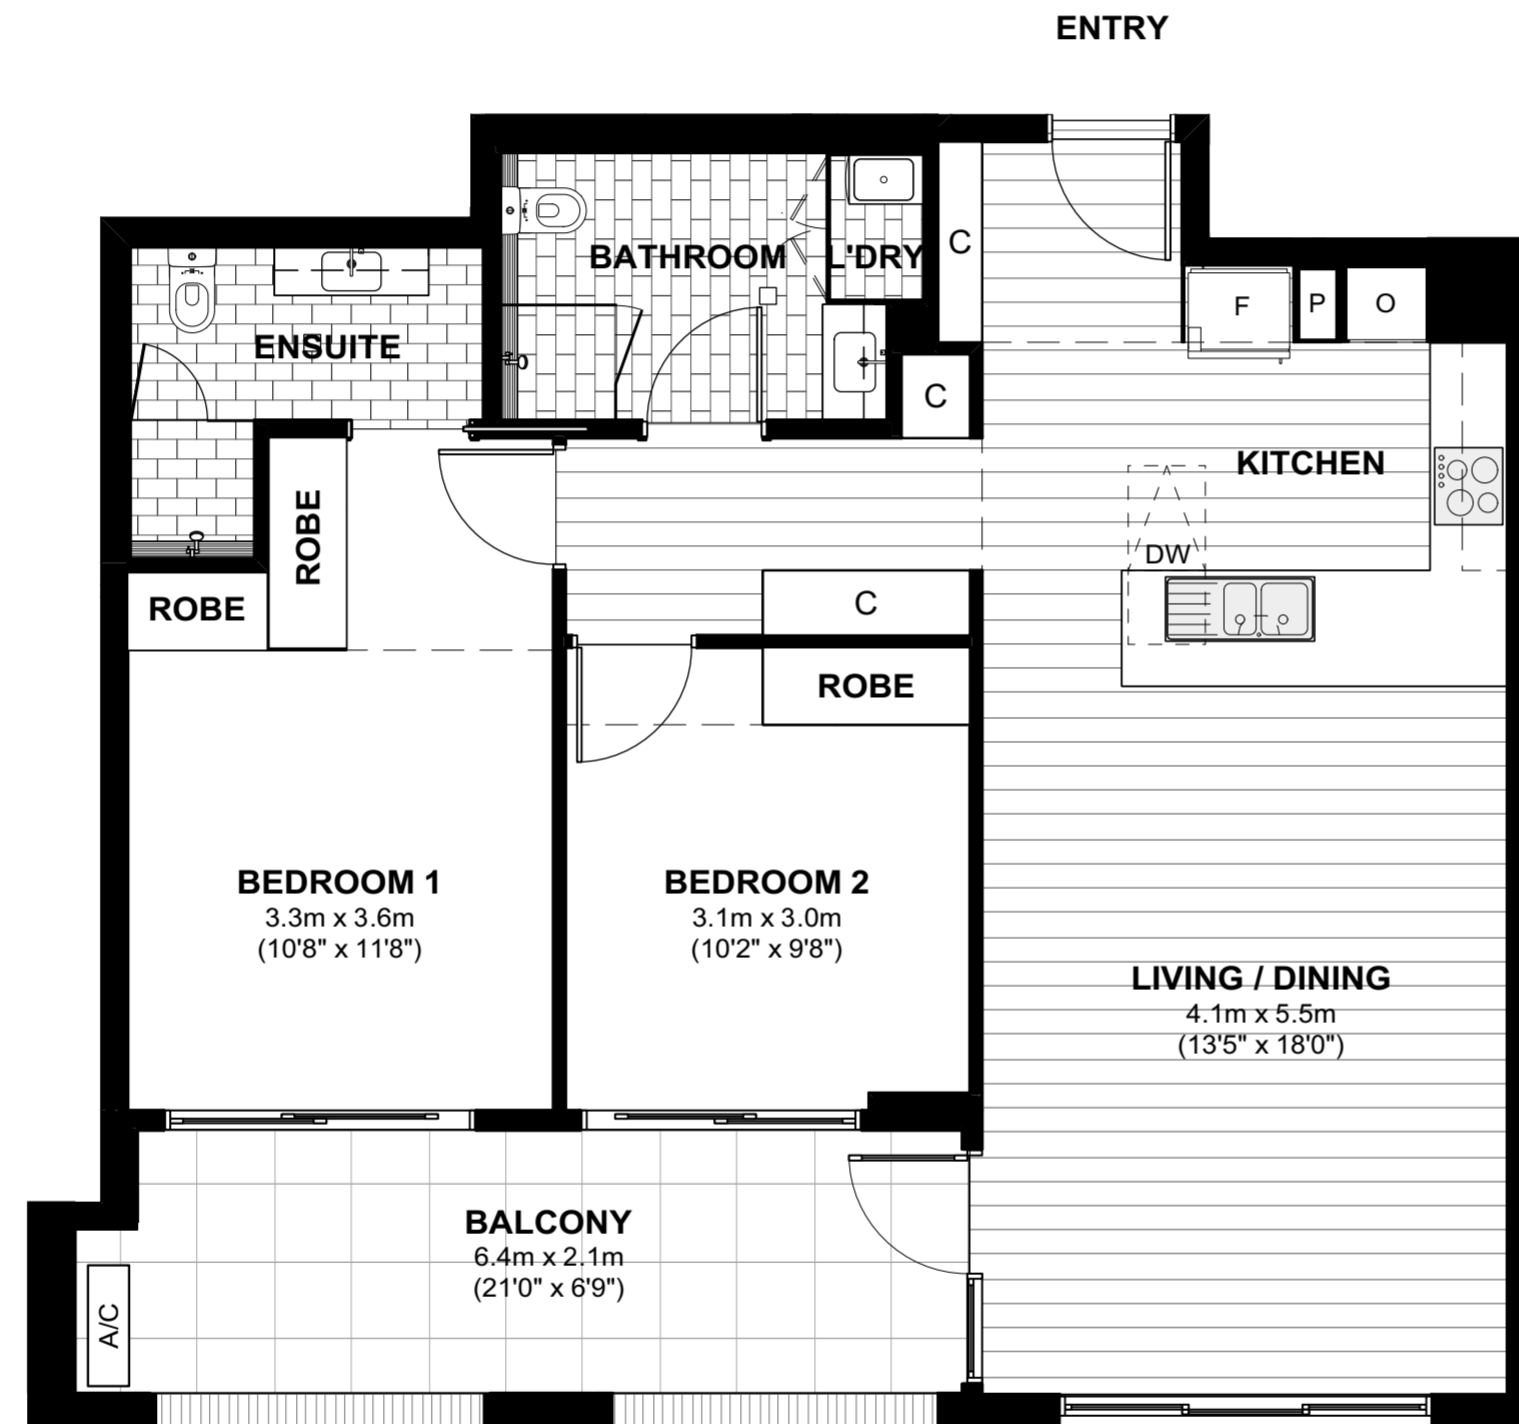 ENTRY
BATHROOM
L'DRY
C
F
P
O
ENSUITE
C
KITCHEN
ROBE
DW
ROBE
C
ROBE
BEDROOM 1
3.3m x 3.6m
(10'8" x 11'8")
BEDROOM 2
3.1m x 3.0m
(10'2" x 9'8")
LIVING / DINING
4.1m x 5.5m
(13'5" x 18'0")
BALCONY
6.4m x 2.1m
(21'0" x 6'9")
A/C